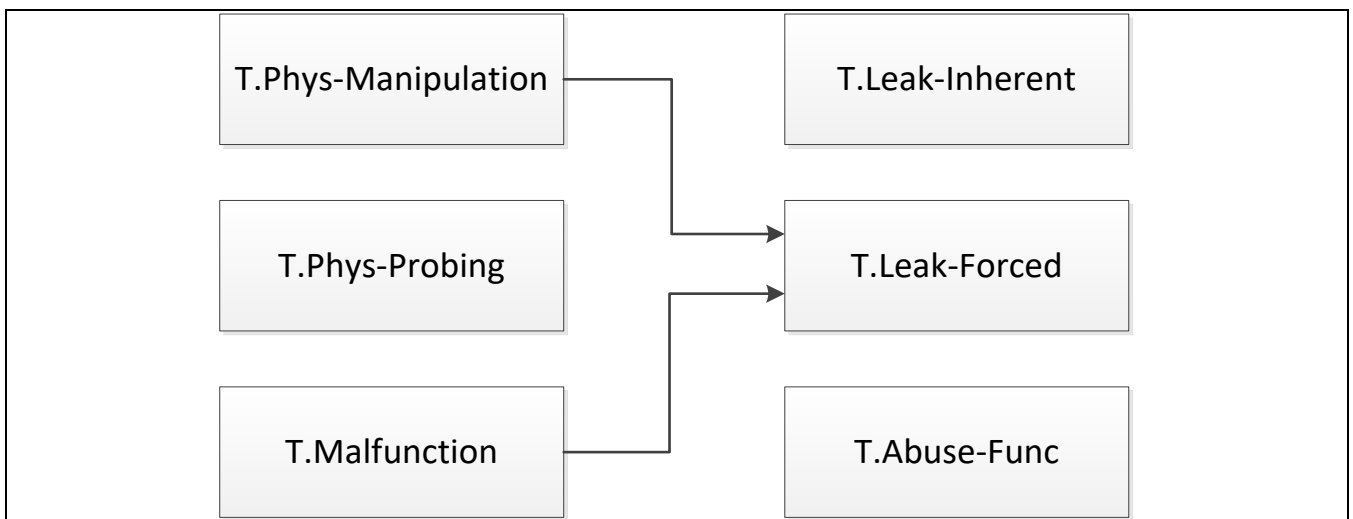 T.Phys-Manipulation
T.Leak-Inherent
T.Phys-Probing
T.Leak-Forced
T.Malfunction
T.Abuse-Func